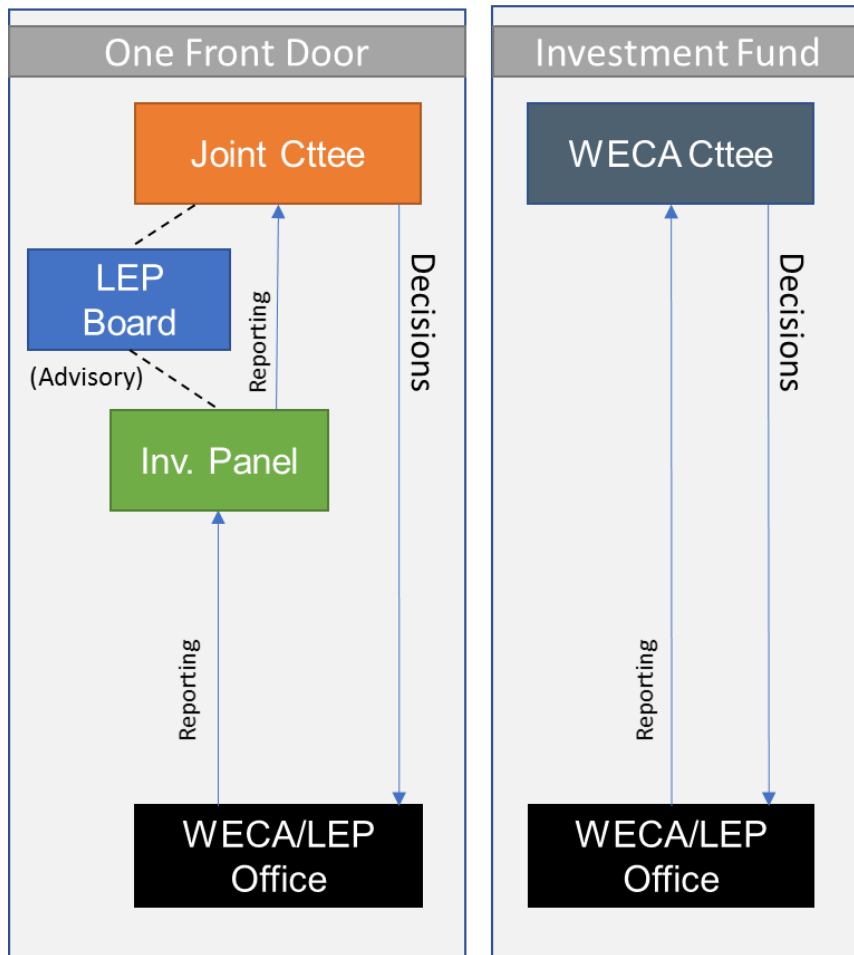 One Front Door
Joint Cttee
LEP
Board
(Advisory)
Reporting
Decisions
Inv. Panel
Reporting
WECA/LEP
Office
Investment Fund
WECA Cttee
Decisions
Reporting
WECA/LEP
Office